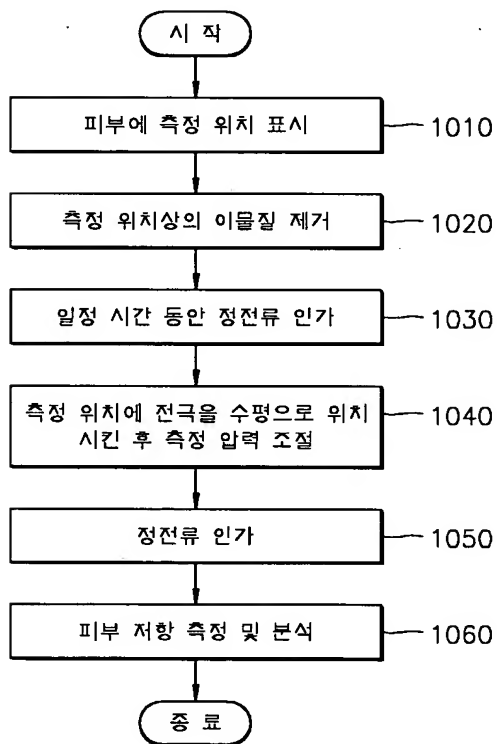 시 작
피부에 측정 위치 표시 1010
측정 위치상의 이물질 제거 1020
일정 시간 동안 정전류 인가 1030
측정 위치에 전극을 수평으로 위치
시킨 후 측정 압력 조절 1040
정전류 인가 1050
피부 저항 측정 및 분석 1060
종 료